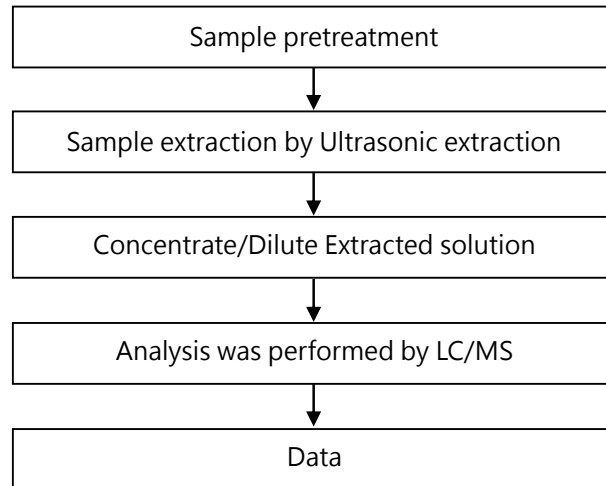 Sample pretreatment
Sample extraction by Ultrasonic extraction
Concentrate/Dilute Extracted solution
Analysis was performed by LC/MS
Data